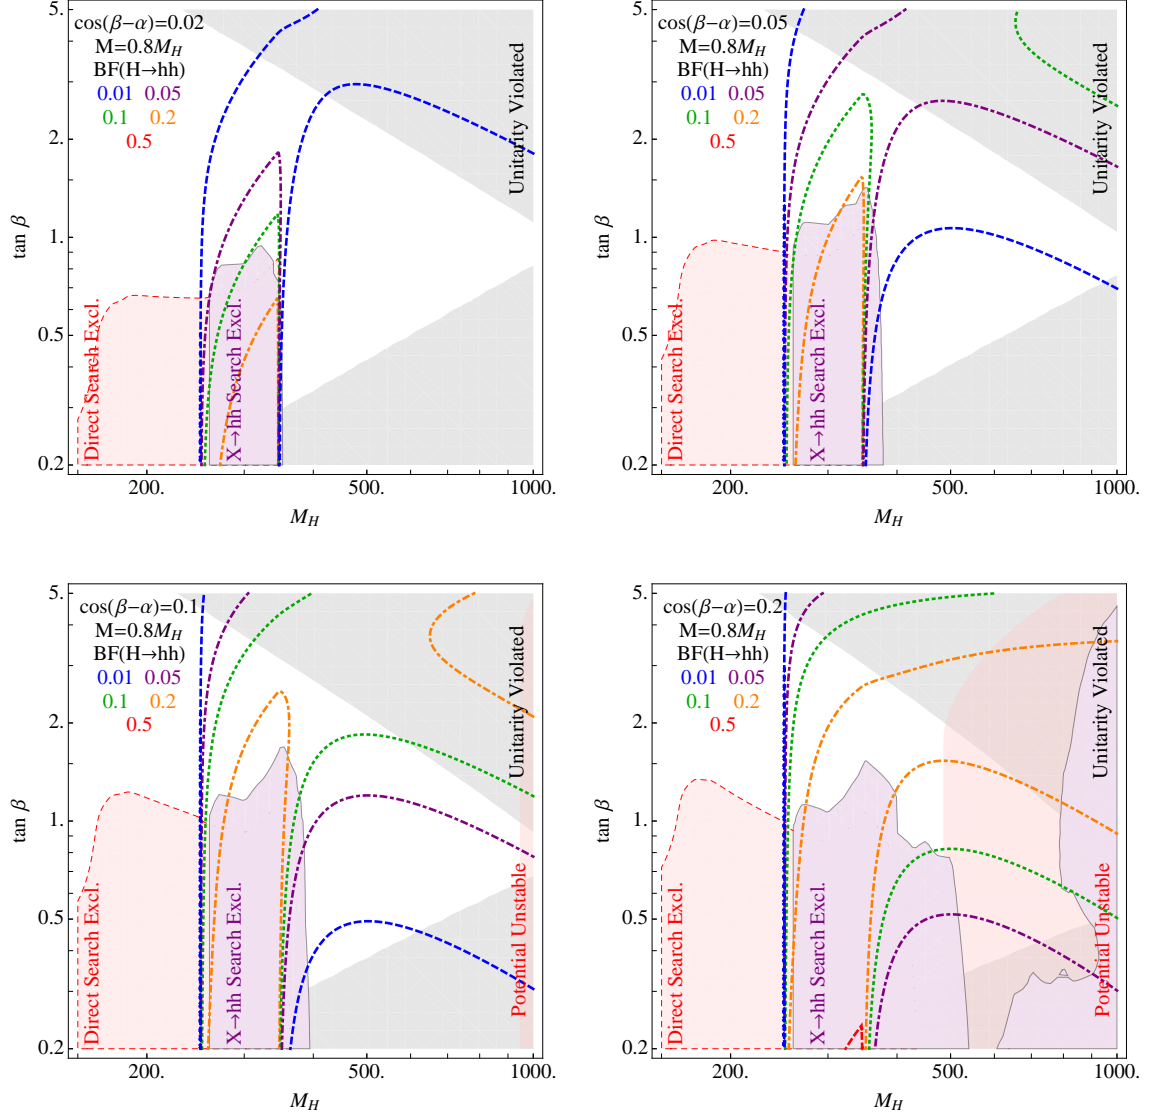 cos(β−α)=0.02
M=0.8M_H
BF(H→hh)
0.01 0.05
0.1 0.2
0.5
Unitarity Violated
Direct Search Excl.
X→hh Search Excl.
5.
2.
1.
0.5
0.2
tan β
200.
500.
1000.
M_H
cos(β−α)=0.05
M=0.8M_H
BF(H→hh)
0.01 0.05
0.1 0.2
0.5
Unitarity Violated
Direct Search Excl.
X→hh Search Excl.
5.
2.
1.
0.5
0.2
tan β
200.
500.
1000.
M_H
cos(β−α)=0.1
M=0.8M_H
BF(H→hh)
0.01 0.05
0.1 0.2
0.5
Unitarity Violated
Direct Search Excl.
X→hh Search Excl.
Potential Unstable
5.
2.
1.
0.5
0.2
tan β
200.
500.
1000.
M_H
cos(β−α)=0.2
M=0.8M_H
BF(H→hh)
0.01 0.05
0.1 0.2
0.5
Unitarity Violated
Direct Search Excl.
X→hh Search Excl.
Potential Unstable
5.
2.
1.
0.5
0.2
tan β
200.
500.
1000.
M_H